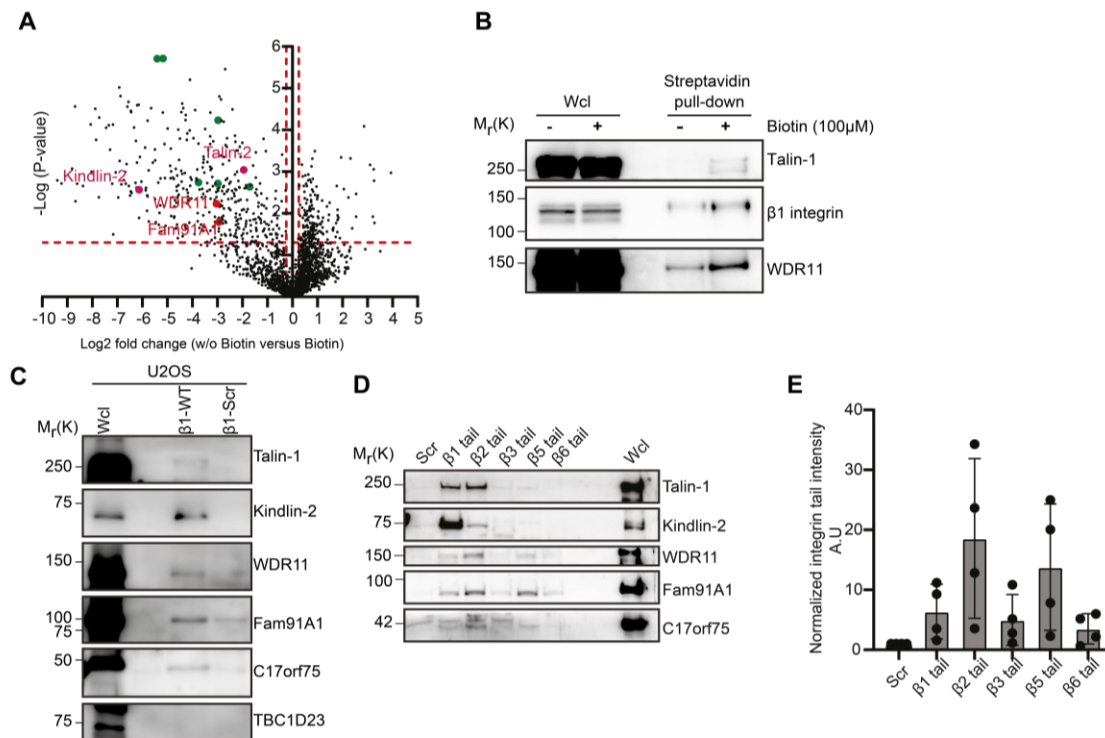 A
6
5
4
3
2
-Log (P-value)
Talin-2
Kindlin-2
WDR11
Fam91A1
-10 -9 -8 -7 -6 -5 -4 -3 -2 -1 0 1 2 3 4 5
Log2 fold change (w/o Biotin versus Biotin)
B
Streptavidin
pull-down
Wcl
Mr(K) - + - + Biotin (100µM)
250 Talin-1
150 β1 integrin
100
150 WDR11
C
U2OS
Mr(K) Wcl β1-WT β1-Scr
250 Talin-1
75 Kindlin-2
150 WDR11
100 Fam91A1
75
50 C17orf75
75 TBC1D23
D
Mr(K) Scr β1 tail β2 tail β3 tail β5 tail β6 tail Wcl
250 Talin-1
75 Kindlin-2
150 WDR11
100 Fam91A1
42 C17orf75
E
Normalized integrin tail intensity
A.U
40
30
20
10
0
Scr β1 tail β2 tail β3 tail β5 tail β6 tail